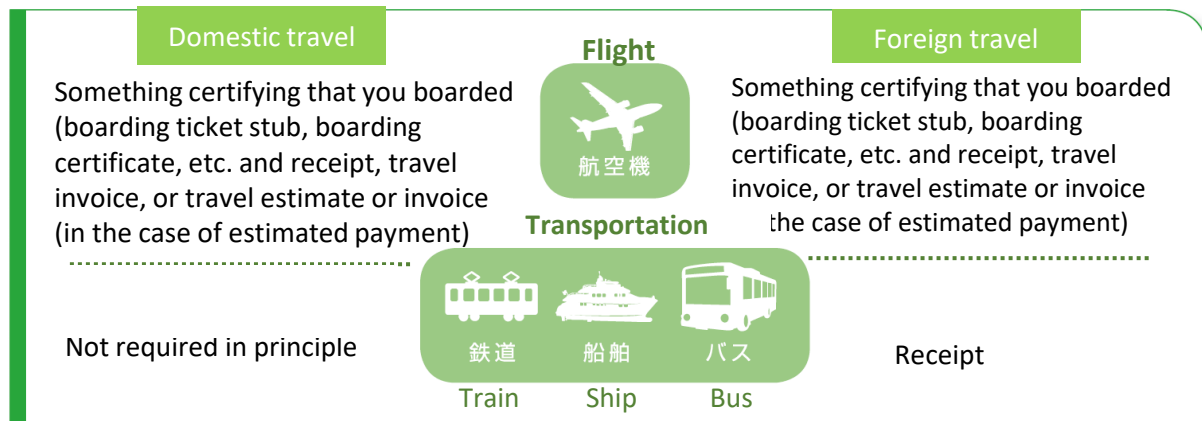 Domestic travel
Something certifying that you boarded
(boarding ticket stub, boarding
certificate, etc. and receipt, travel
invoice, or travel estimate or invoice
(in the case of estimated payment)
Not required in principle
Flight
航空機
Transportation
鉄道 船舶 バス
Train Ship Bus
Foreign travel
Something certifying that you boarded
(boarding ticket stub, boarding
certificate, etc. and receipt, travel
invoice, or travel estimate or invoice
the case of estimated payment)
Receipt